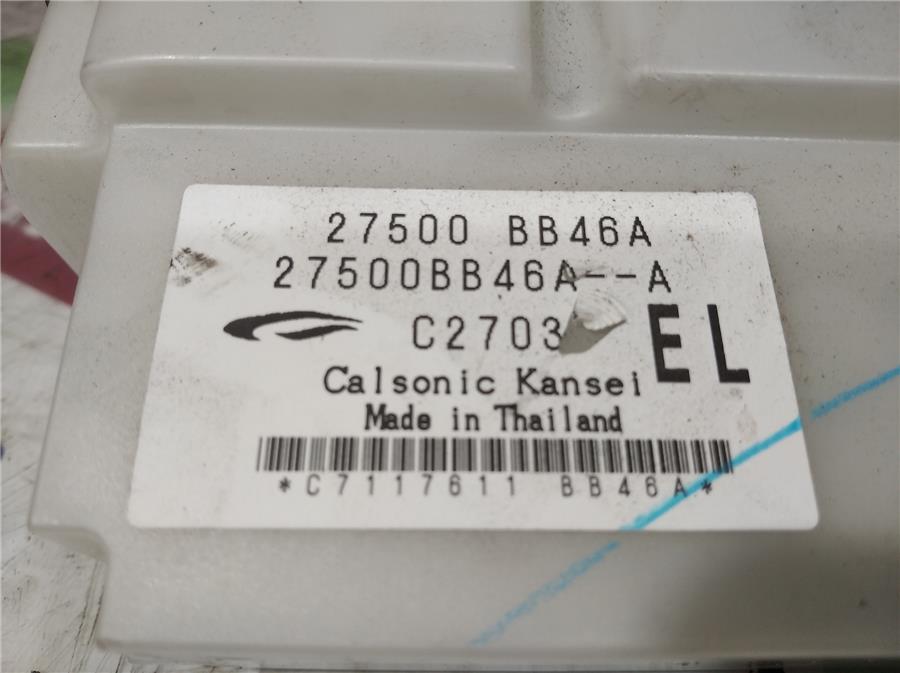 27500 BB46A
27500BB46A--A
C2703
EL
Calsonic Kansei
Made in Thailand
*C7117611 BB46A*